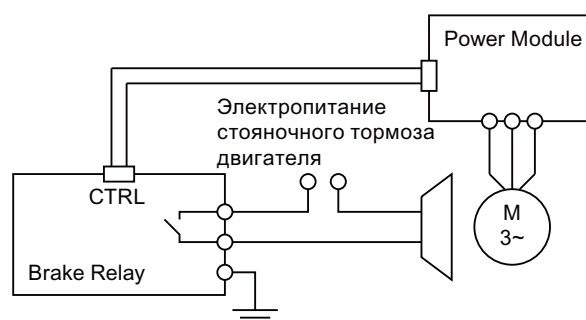 Power Module
Электропитание
стояночного тормоза
двигателя
CTRL
M
3~
Brake Relay